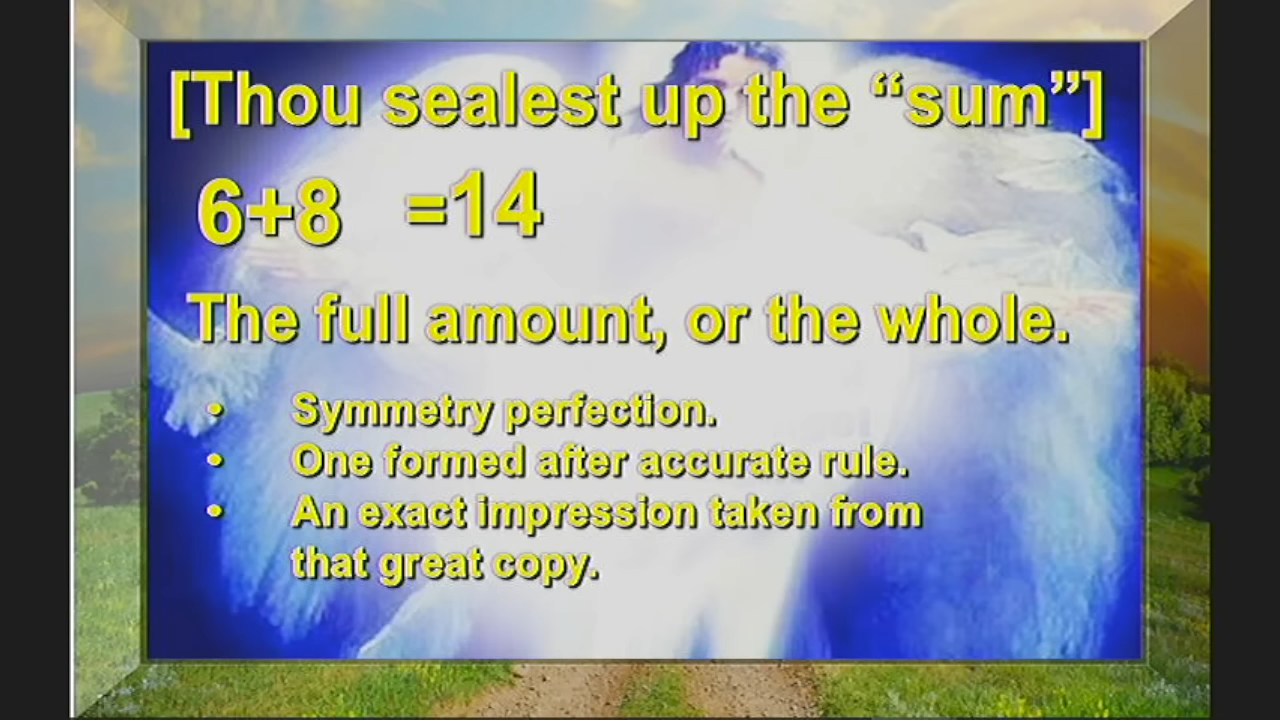 [Thou sealest up the “sum”]
6+8 =14
The full amount, or the whole.
• Symmetry perfection.
• One formed after accurate rule.
• An exact impression taken from
that great copy.